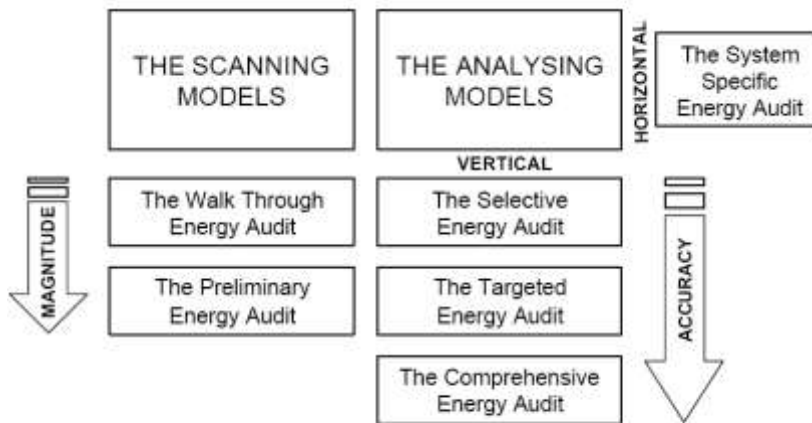 THE SCANNING
MODELS
THE ANALYSING
MODELS
HORIZONTAL
The System
Specific
Energy Audit
VERTICAL
MAGNITUDE
The Walk Through
Energy Audit
The Selective
Energy Audit
The Preliminary
Energy Audit
The Targeted
Energy Audit
ACCURACY
The Comprehensive
Energy Audit